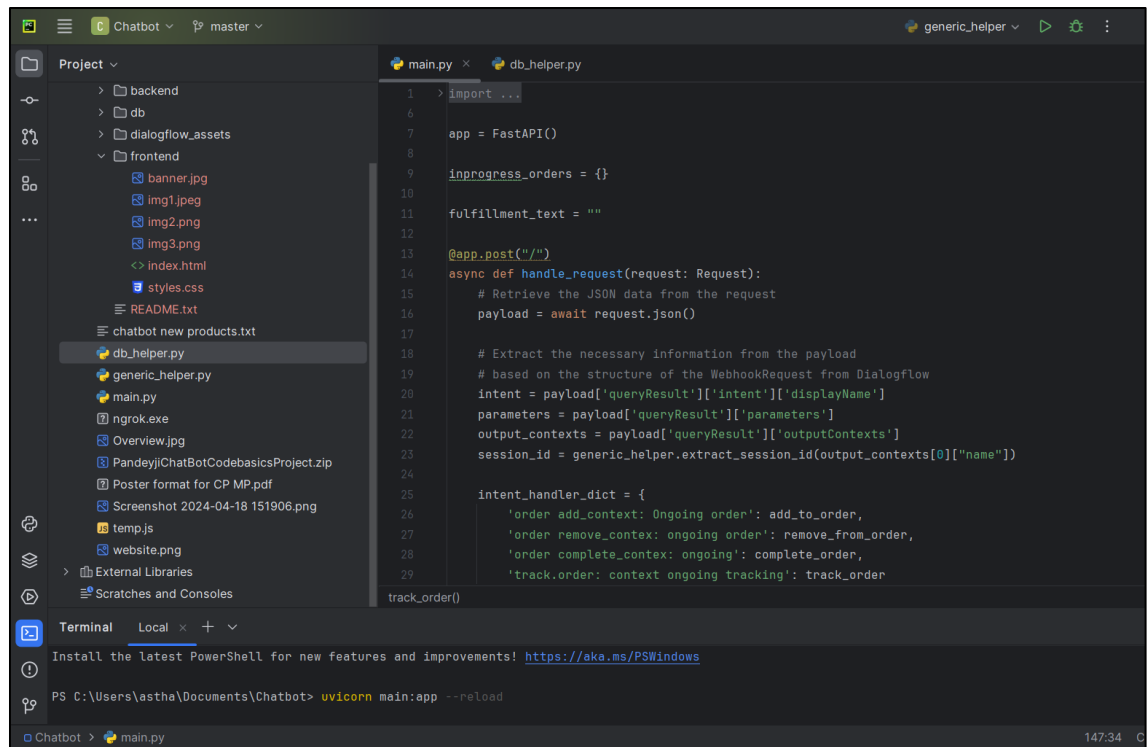 PC
C Chatbot master generic_helper
Project
main.py db_helper.py
backend
db
dialogflow_assets
frontend
banner.jpg
img1.jpeg
img2.png
img3.png
<> index.html
styles.css
README.txt
chatbot new products.txt
db_helper.py
generic_helper.py
main.py
ngrok.exe
Overview.jpg
PandeyjiChatBotCodebasicsProject.zip
Poster format for CP MP.pdf
Screenshot 2024-04-18 151906.png
JS temp.js
website.png
External Libraries
Scratches and Consoles
1 import ...
6
7 app = FastAPI()
8
9 inprogress_orders = {}
10
11 fulfillment_text = ""
12
13 @app.post("/")
14 async def handle_request(request: Request):
15 # Retrieve the JSON data from the request
16 payload = await request.json()
17
18 # Extract the necessary information from the payload
19 # based on the structure of the WebhookRequest from Dialogflow
20 intent = payload['queryResult']['intent']['displayName']
21 parameters = payload['queryResult']['parameters']
22 output_contexts = payload['queryResult']['outputContexts']
23 session_id = generic_helper.extract_session_id(output_contexts[0]["name"])
24
25 intent_handler_dict = {
26 'order add_context: Ongoing order': add_to_order,
27 'order remove_contex: ongoing order': remove_from_order,
28 'order complete_contex: ongoing': complete_order,
29 'track.order: context ongoing tracking': track_order
track_order()
Terminal Local
Install the latest PowerShell for new features and improvements! https://aka.ms/PSWindows
PS C:\Users\astha\Documents\Chatbot> uvicorn main:app --reload
Chatbot > main.py 147:34 C